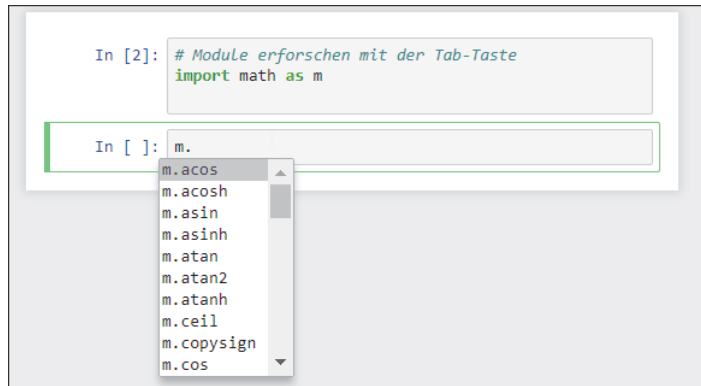 In [2]: # Module erforschen mit der Tab-Taste
import math as m
In [ ]: m.
m.acos
m.acosh
m.asin
m.asinh
m.atan
m.atan2
m.atanh
m.ceil
m.copysign
m.cos